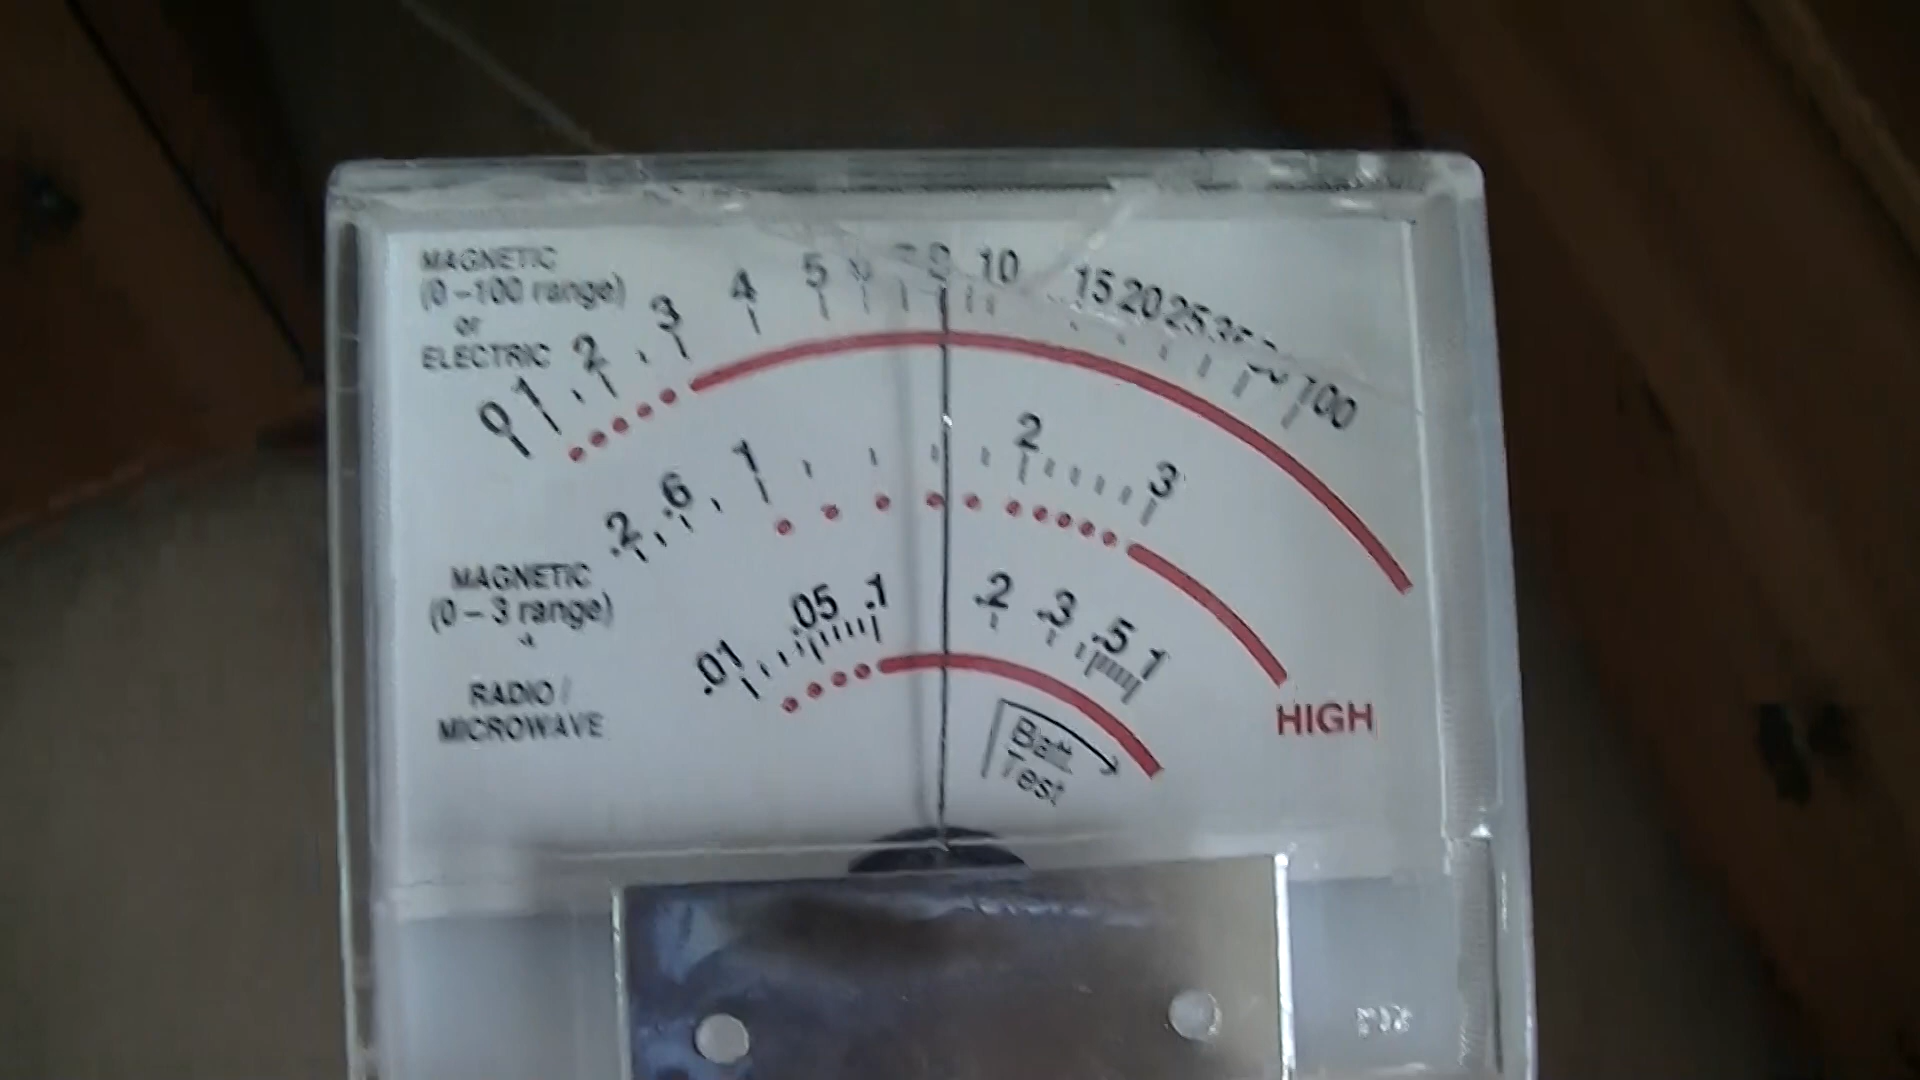 MAGNETIC
(0 – 100 range)
or
ELECTRIC
0 1 2 3 4 5 8 10 15 20 25 100
MAGNETIC
(0 – 3 range)
.2 .6 1 2 3
RADIO /
MICROWAVE
.01 .05 .1 .2 .3 .5 1
HIGH
Batt.
Test